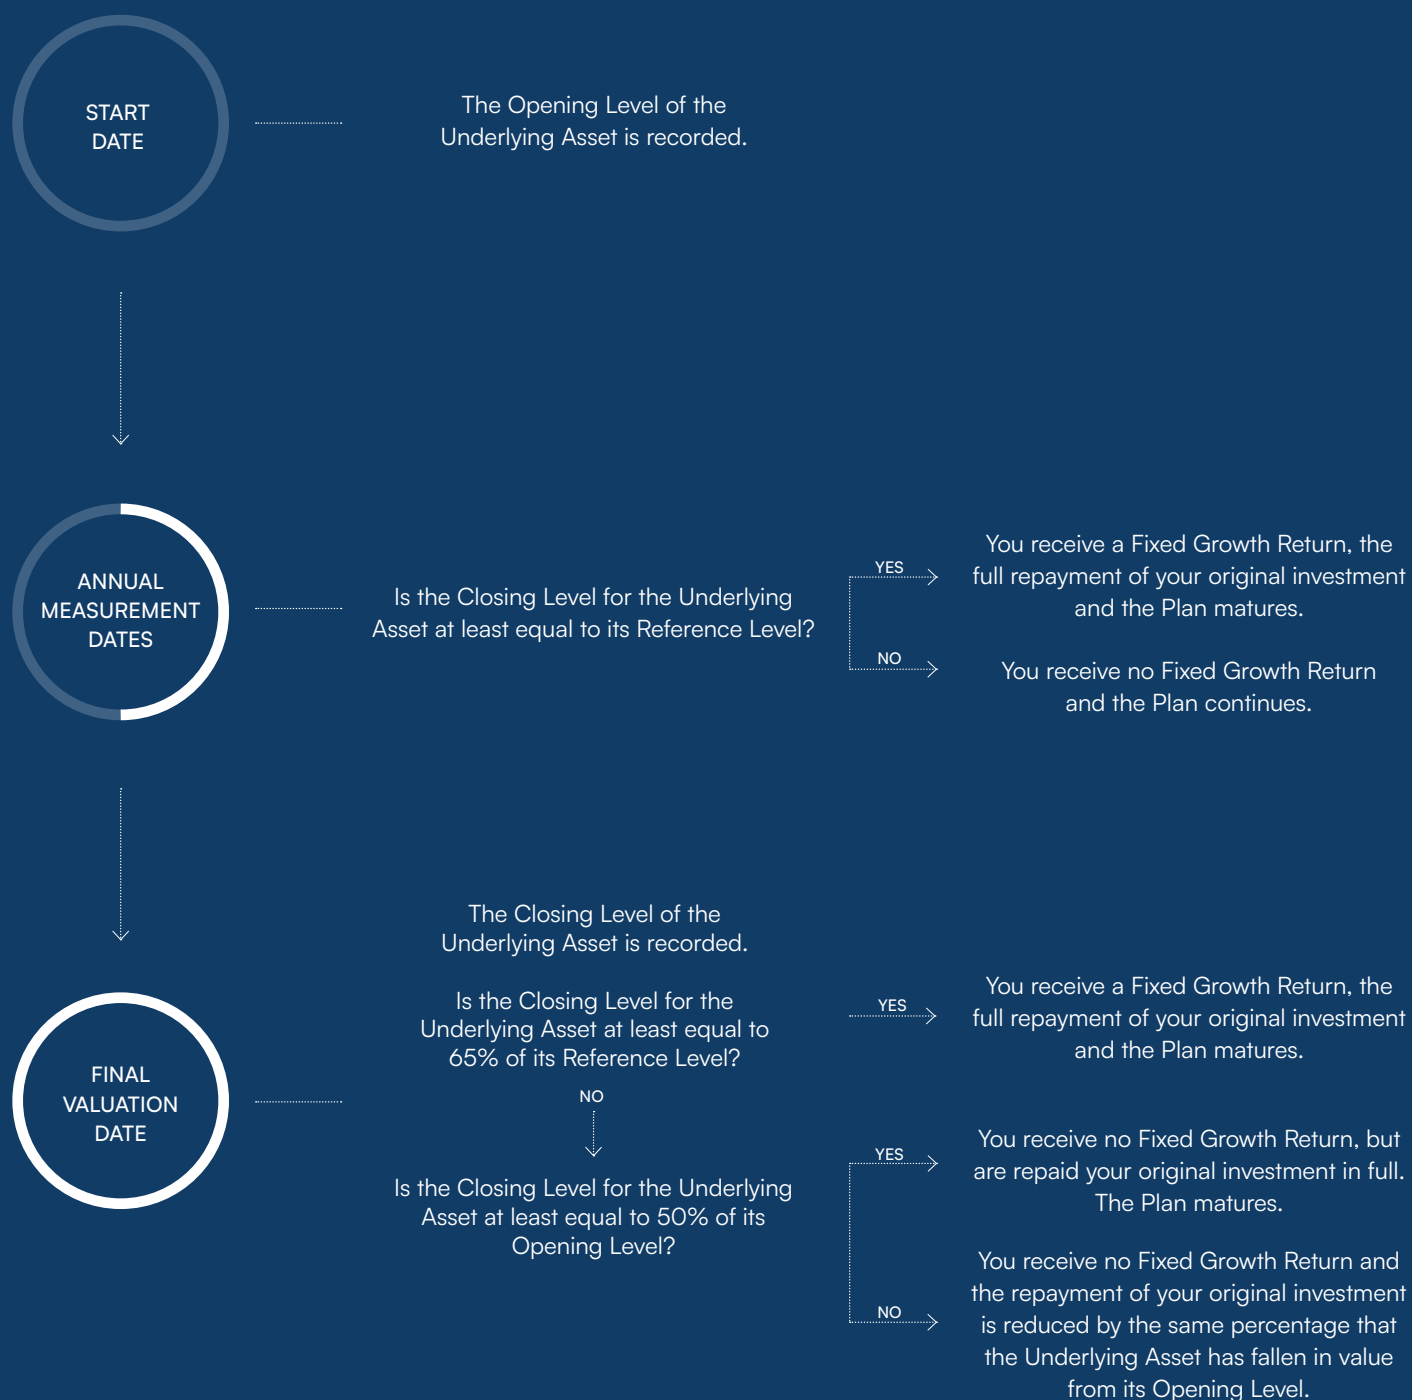 START
DATE
The Opening Level of the
Underlying Asset is recorded.
ANNUAL
MEASUREMENT
DATES
Is the Closing Level for the Underlying
Asset at least equal to its Reference Level?
YES
You receive a Fixed Growth Return, the
full repayment of your original investment
and the Plan matures.
NO
You receive no Fixed Growth Return
and the Plan continues.
FINAL
VALUATION
DATE
The Closing Level of the
Underlying Asset is recorded.
Is the Closing Level for the
Underlying Asset at least equal to
65% of its Reference Level?
YES
You receive a Fixed Growth Return, the
full repayment of your original investment
and the Plan matures.
NO
Is the Closing Level for the Underlying
Asset at least equal to 50% of its
Opening Level?
YES
You receive no Fixed Growth Return, but
are repaid your original investment in full.
The Plan matures.
NO
You receive no Fixed Growth Return and
the repayment of your original investment
is reduced by the same percentage that
the Underlying Asset has fallen in value
from its Opening Level.